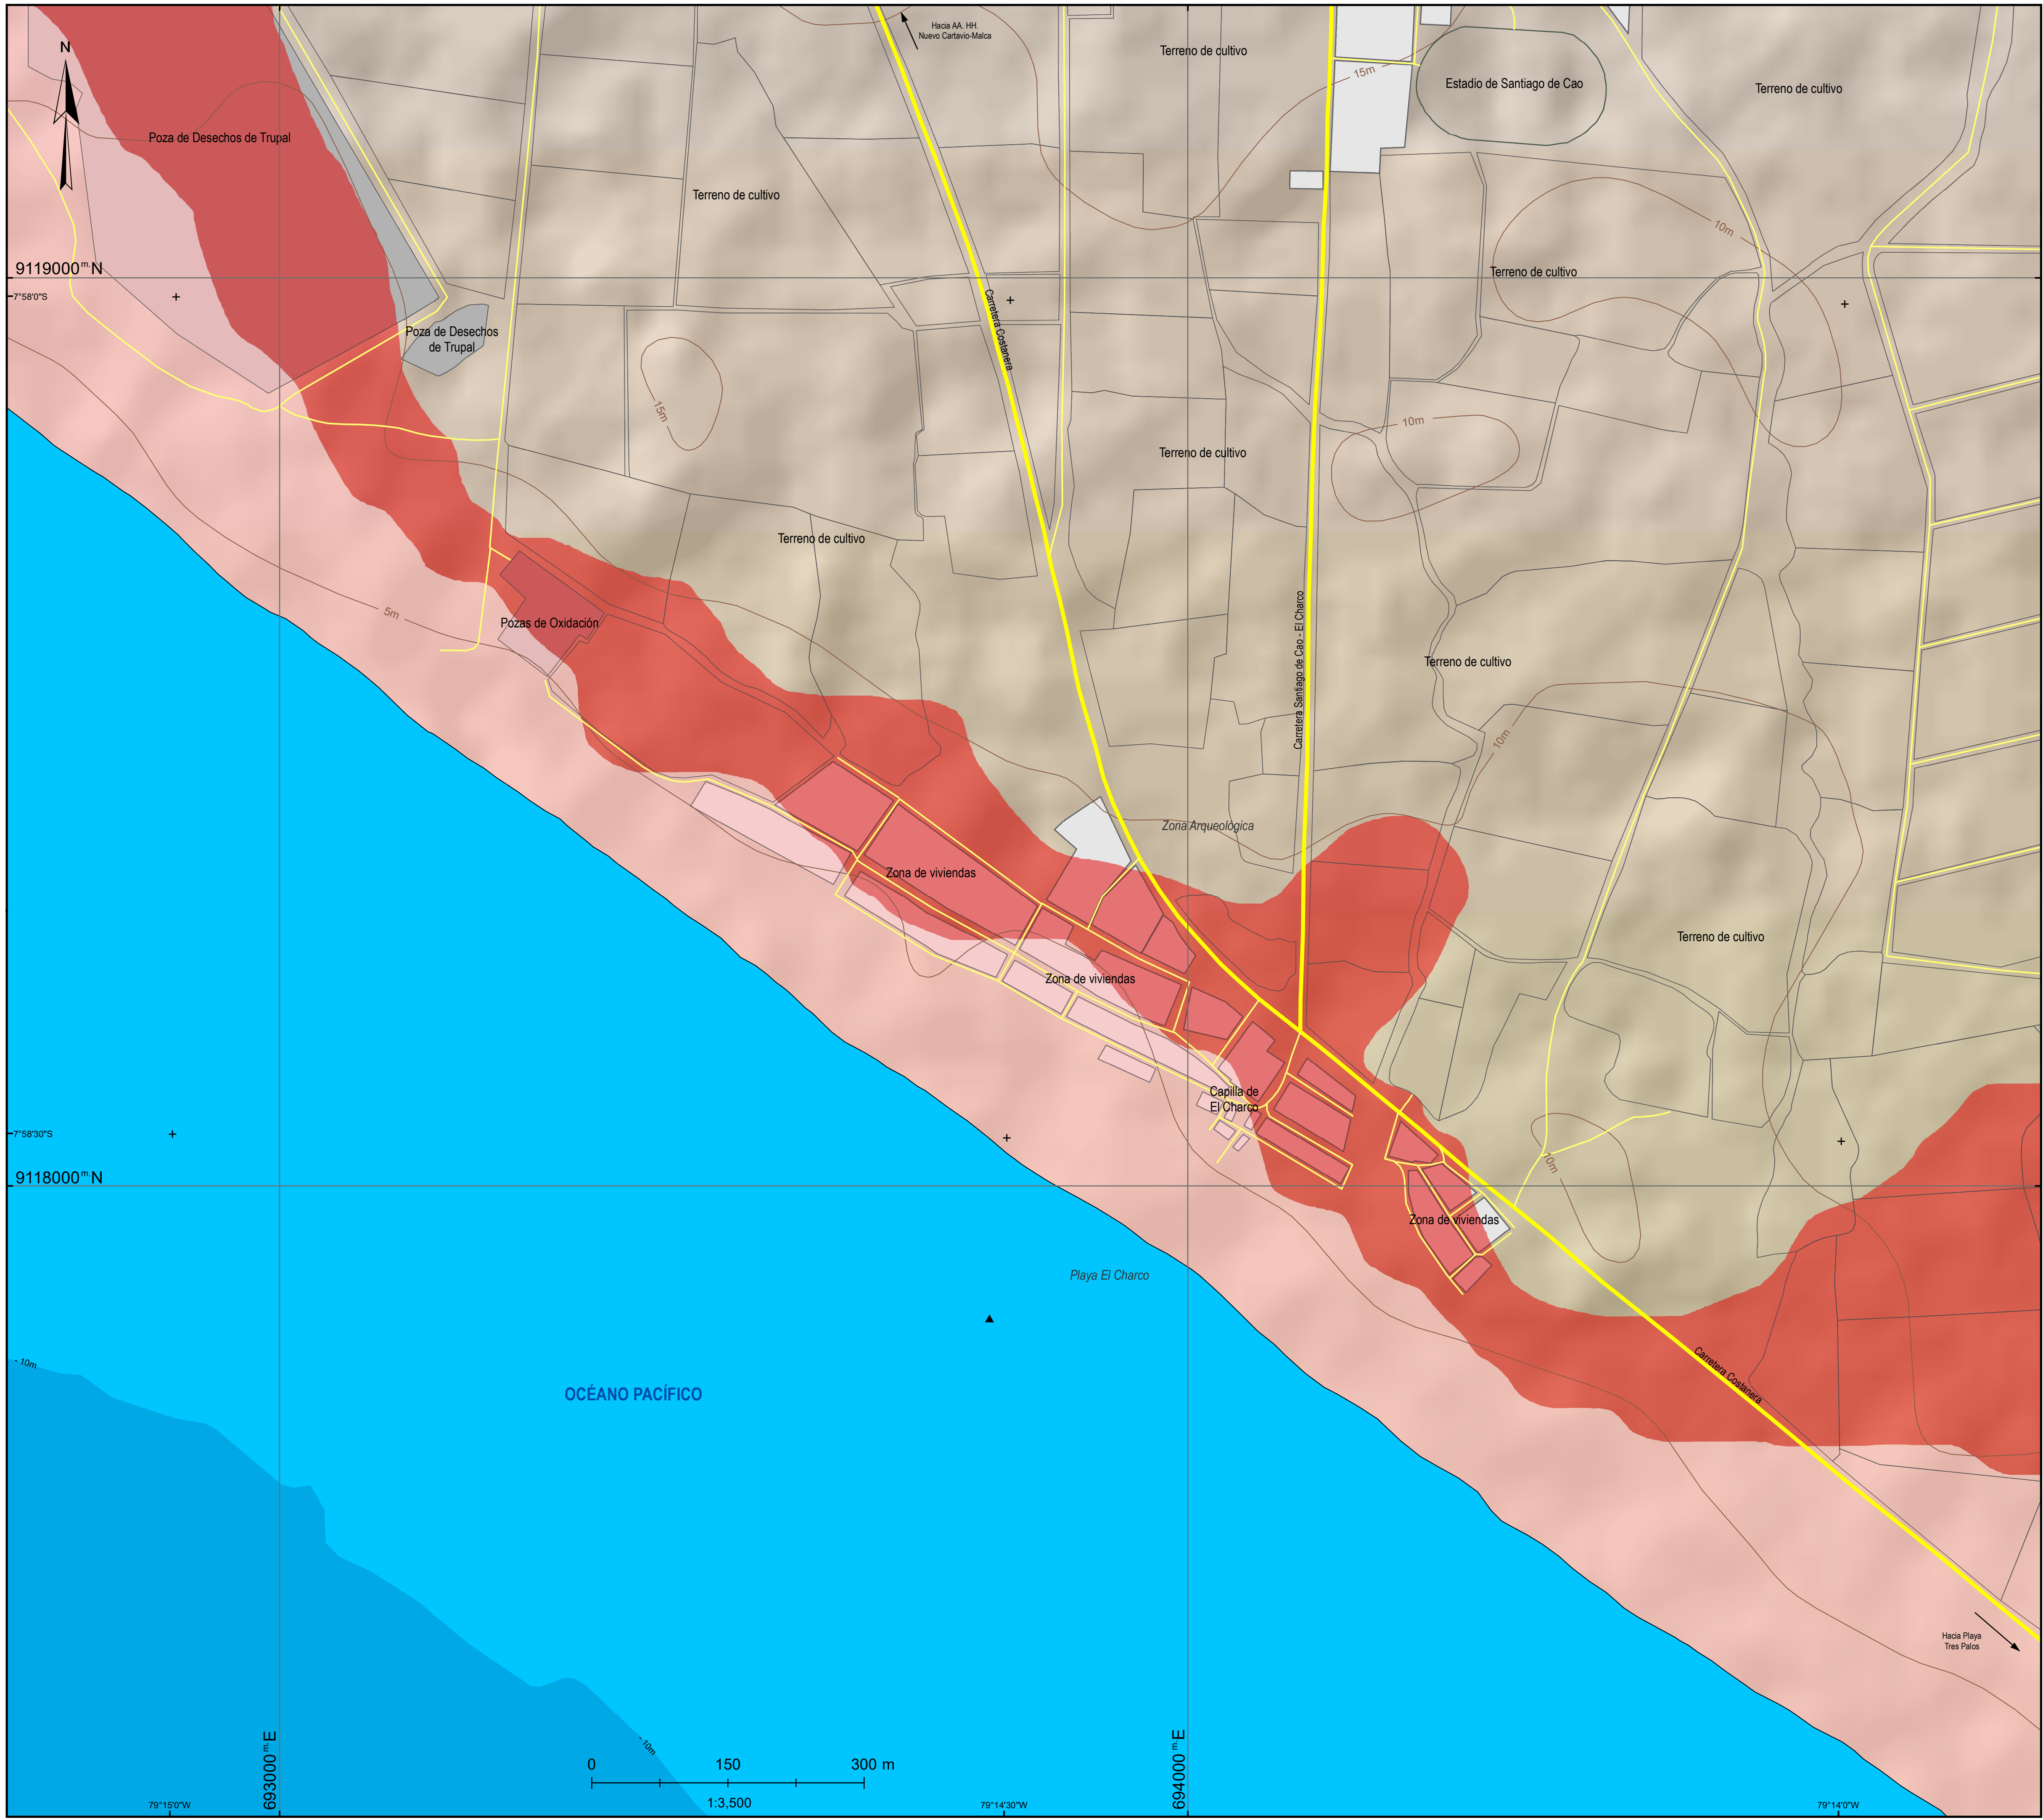 Hacia AA. HH.
Nuevo Cartavio-Malca
N
Terreno de cultivo
15m
Estadio de Santiago de Cao
Terreno de cultivo
Poza de Desechos de Trupal
Terreno de cultivo
10m
9119000 m. N
7°58'0"S
Terreno de cultivo
Carretera Costanera
Poza de Desechos
de Trupal
15m
10m
Terreno de cultivo
Terreno de cultivo
5m
Pozas de Oxidación
Carretera Santiago de Cao - El Charco
Terreno de cultivo
10m
Zona Arqueológica
Zona de viviendas
Terreno de cultivo
Zona de viviendas
Capilla de
El Charco
7°58'30"S
10m
9118000 m N
Zona de viviendas
Playa El Charco
- 10m
OCÉANO PACÍFICO
Carretera Costanera
Hacia Playa
Tres Palos
- 10m
693000 m. E
694000 m. E
0 150 300 m
1:3,500
79°15'0"W
79°14'30"W
79°14'0"W